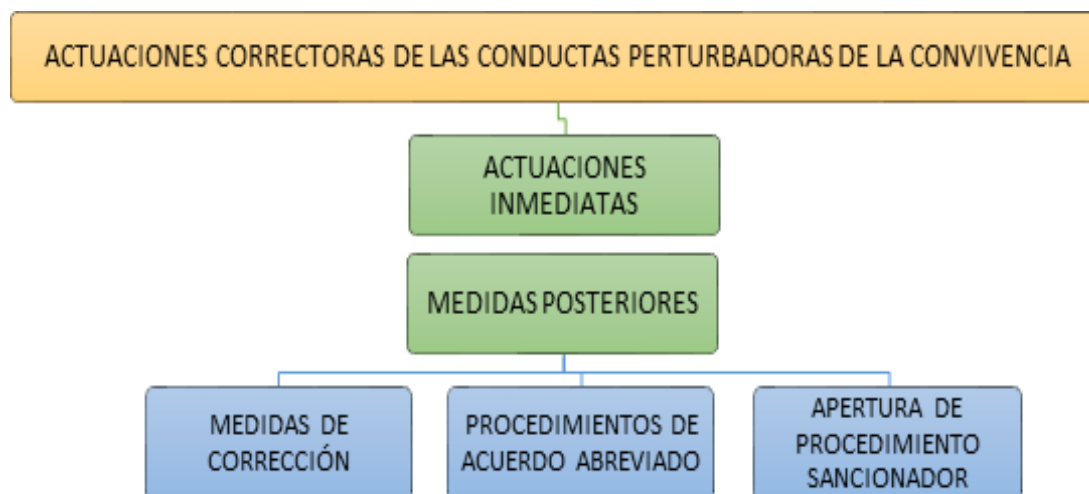 ACTUACIONES CORRECTORAS DE LAS CONDUCTAS PERTURBADORAS DE LA CONVIVENCIA
ACTUACIONES
INMEDIATAS
MEDIDAS POSTERIORES
MEDIDAS DE
CORRECCIÓN
PROCEDIMIENTOS DE
ACUERDO ABREVIADO
APERTURA DE
PROCEDIMIENTO
SANCIONADOR